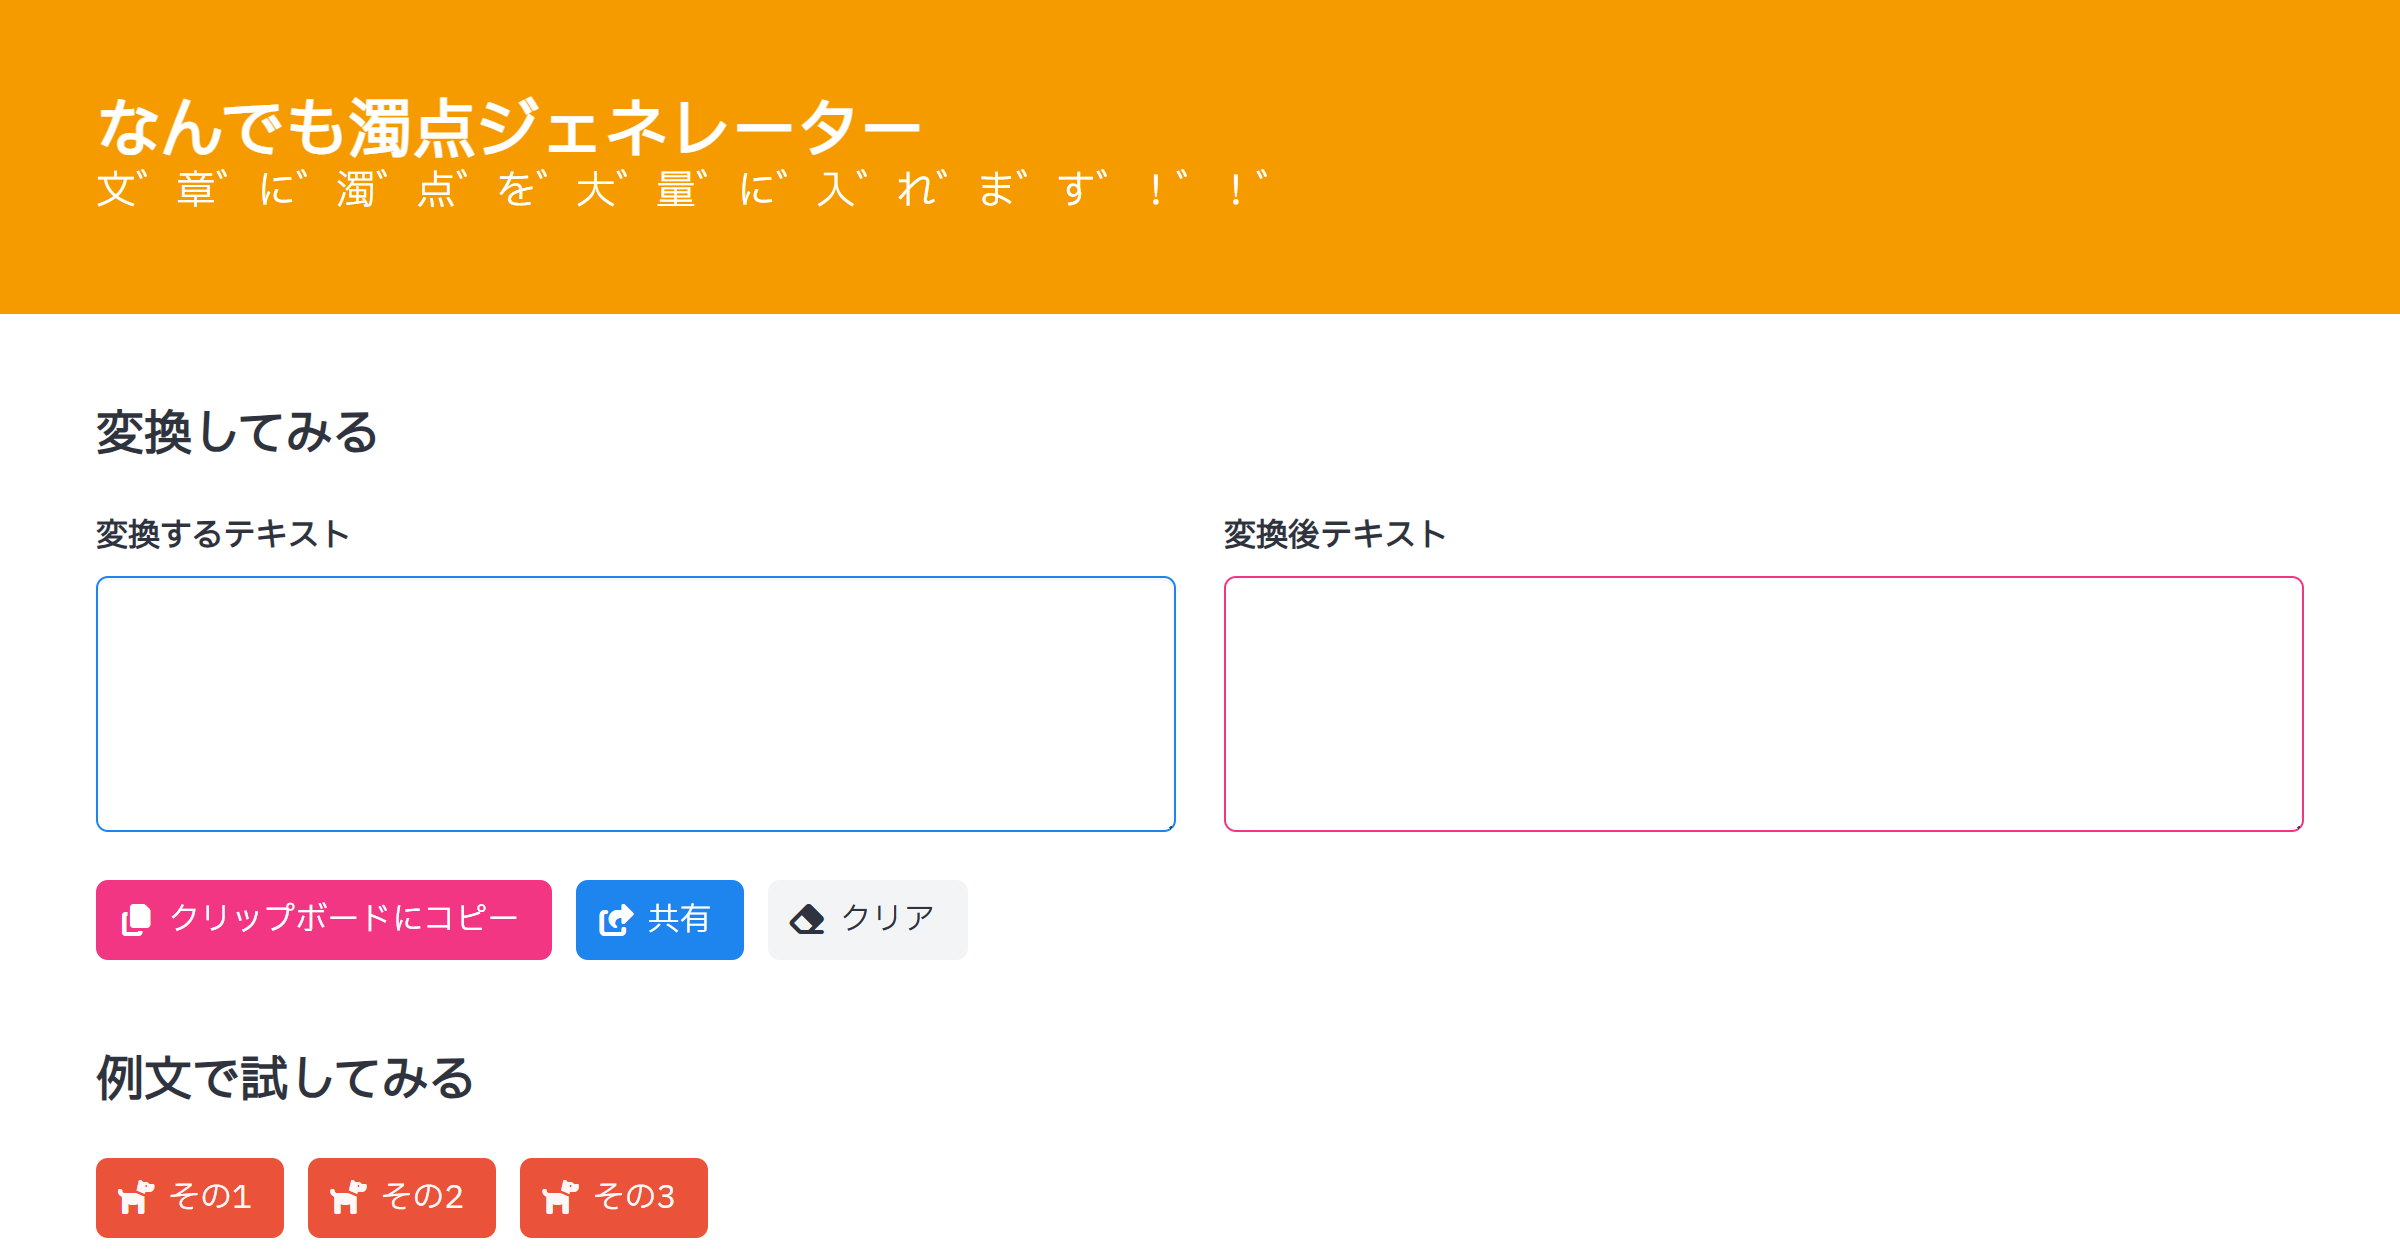 なんでも濁点ジェネレーター
文゛章゛に゛濁゛点゛を゛大゛量゛に゛入゛れ゛ま゛す゛！゛！゛
変換してみる
変換するテキスト
変換後テキスト
クリップボードにコピー
共有
クリア
例文で試してみる
その1
その2
その3